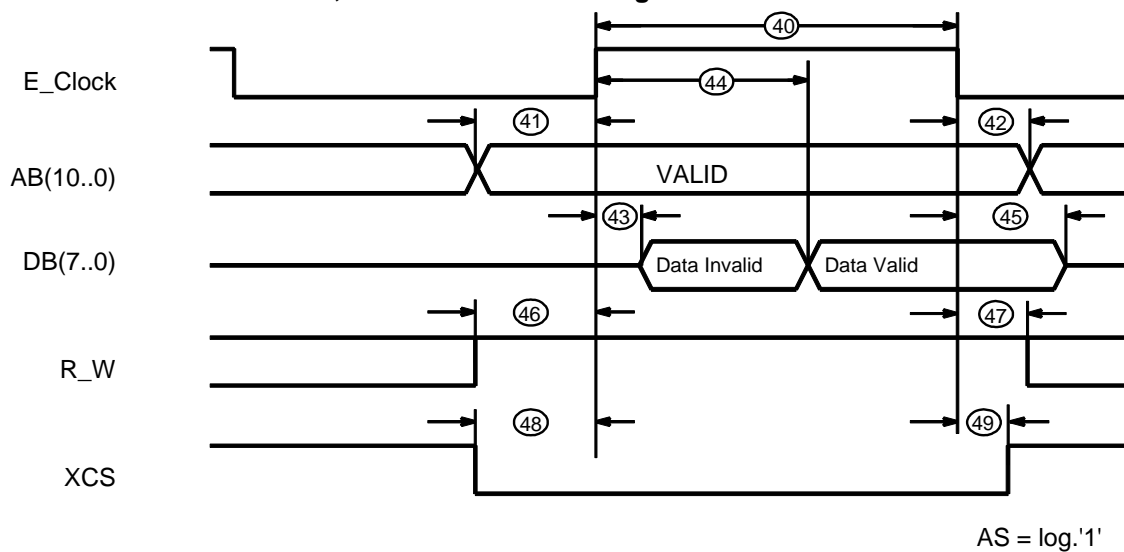 40
E_Clock
44
41
42
AB(10..0)
VALID
43
45
DB(7..0)
Data Invalid
Data Valid
46
47
R_W
48
49
XCS
AS = log.'1'